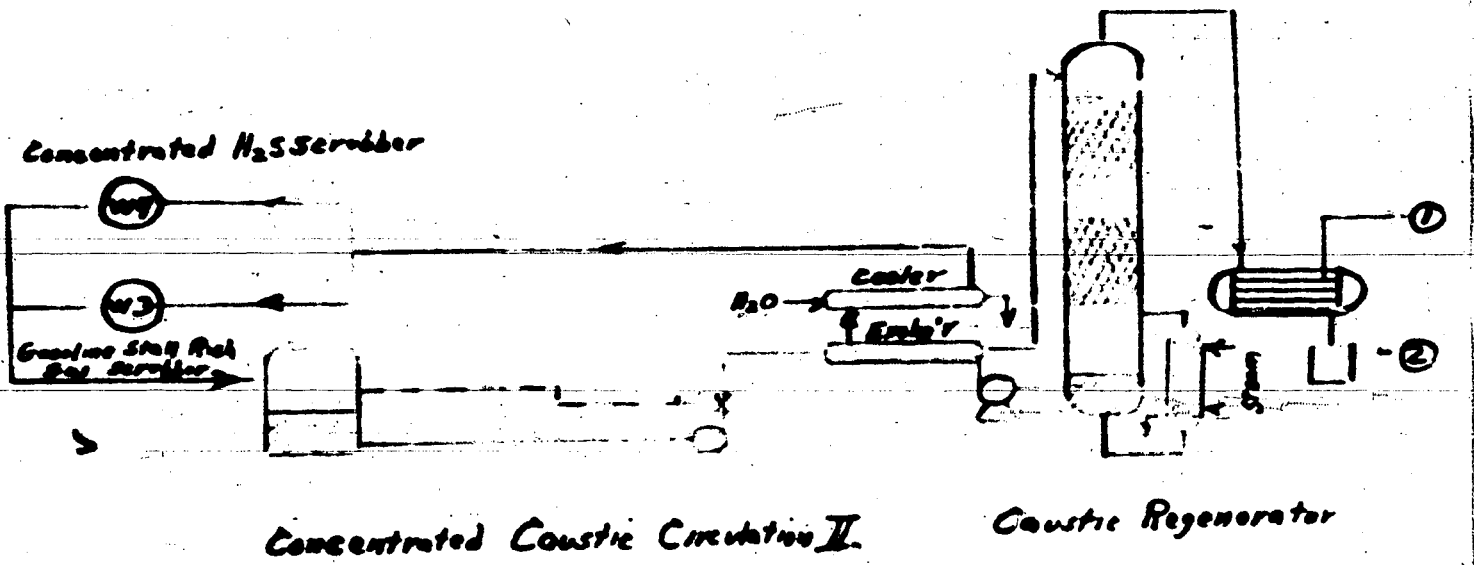 Concentrated H2S Scrubber
W4
W3
Gasoline Stab Rich
Gas Scrubber
H2O
Cooler
Exch'r
Steam
1
2
Concentrated Caustic Circulation II.
Caustic Regenerator